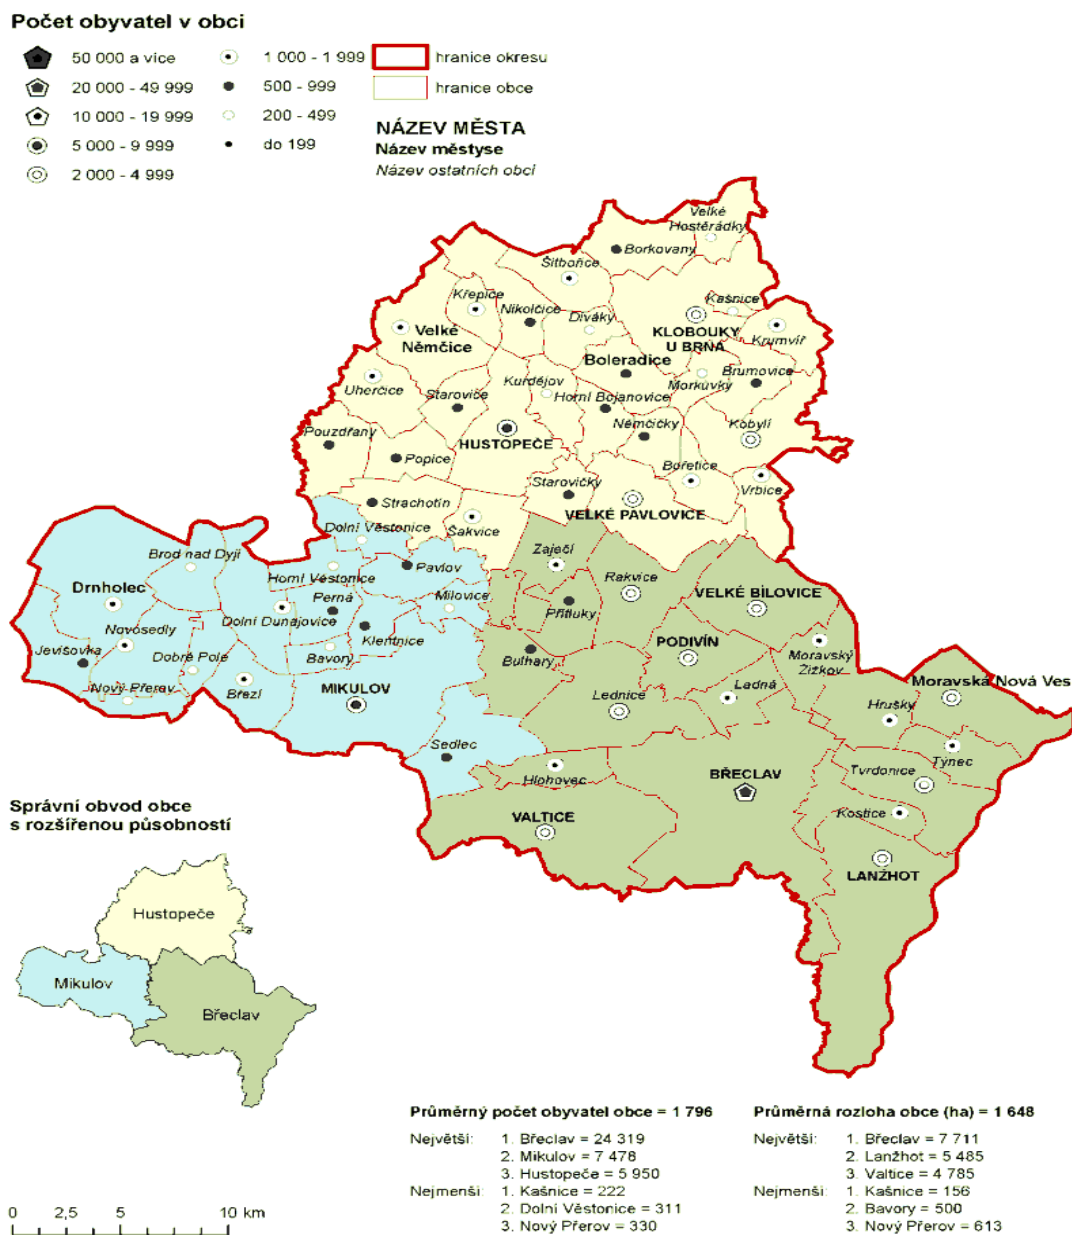 Počet obyvatel v obci
50 000 a více
20 000 - 49 999
10 000 - 19 999
5 000 - 9 999
2 000 - 4 999
1 000 - 1 999
500 - 999
200 - 499
do 199
hranice okresu
hranice obce
NÁZEV MĚSTA
Název městyse
Název ostatních obcí
Velké
Hostěrádky
Borkovany
Šitbořice
Křepice
Nikolčice
Diváky
Kašnice
KLOBOUKY
U BRNA
Krumvíř
Velké
Němčice
Boleradice
Morkůvky
Brumovice
Uherčice
Starovice
Kurdějov
Horní Bojanovice
Pouzdřany
HUSTOPEČE
Němčičky
Kobylí
Popice
Bořetice
Vrbice
Strachotín
Starovičky
VELKÉ PAVLOVICE
Dolní Věstonice
Šakvice
Brod nad Dyjí
Zaječí
Horní Věstonice
Pavlov
Rakvice
Drnholec
Perná
Milovice
VELKÉ BÍLOVICE
Přítluky
Dolní Dunajovice
Novosedly
Klentnice
PODIVÍN
Jevišovka
Dobré Pole
Bavory
Bulhary
Moravský
Žižkov
Nový Přerov
Březí
MIKULOV
Lednice
Ladná
Moravská Nová Ves
Hrušky
Sedlec
Týnec
Hlohovec
BŘECLAV
Tvrdonice
VALTICE
Kostice
LANŽHOT
Správní obvod obce
s rozšířenou působností
Hustopeče
Mikulov
Břeclav
Průměrný počet obyvatel obce = 1 796
Největší: 1. Břeclav = 24 319
2. Mikulov = 7 478
3. Hustopeče = 5 950
Nejmenší: 1. Kašnice = 222
2. Dolní Věstonice = 311
3. Nový Přerov = 330
Průměrná rozloha obce (ha) = 1 648
Největší: 1. Břeclav = 7 711
2. Lanžhot = 5 485
3. Valtice = 4 785
Nejmenší: 1. Kašnice = 156
2. Bavory = 500
3. Nový Přerov = 613
0 2,5 5 10 km